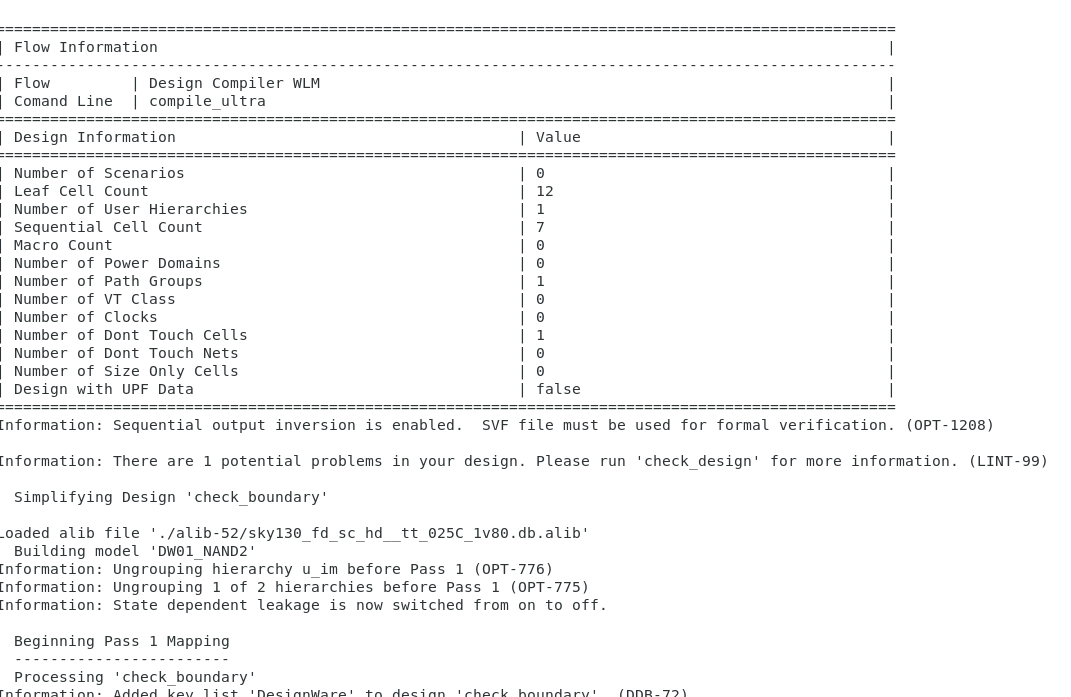 ====================================================================================================
| Flow Information                                                                                 |
----------------------------------------------------------------------------------------------------
| Flow         | Design Compiler WLM                                                               |
| Comand Line  | compile_ultra                                                                     |
====================================================================================================
| Design Information                                      | Value                                  |
====================================================================================================
| Number of Scenarios                                     | 0                                      |
| Leaf Cell Count                                         | 12                                     |
| Number of User Hierarchies                              | 1                                      |
| Sequential Cell Count                                   | 7                                      |
| Macro Count                                             | 0                                      |
| Number of Power Domains                                 | 0                                      |
| Number of Path Groups                                   | 1                                      |
| Number of VT Class                                      | 0                                      |
| Number of Clocks                                        | 0                                      |
| Number of Dont Touch Cells                              | 1                                      |
| Number of Dont Touch Nets                               | 0                                      |
| Number of Size Only Cells                               | 0                                      |
| Design with UPF Data                                    | false                                  |
====================================================================================================
Information: Sequential output inversion is enabled.  SVF file must be used for formal verification. (OPT-1208)
Information: There are 1 potential problems in your design. Please run 'check_design' for more information. (LINT-99)
Simplifying Design 'check_boundary'
Loaded alib file './alib-52/sky130_fd_sc_hd__tt_025C_1v80.db.alib'
Building model 'DW01_NAND2'
Information: Ungrouping hierarchy u_im before Pass 1 (OPT-776)
Information: Ungrouping 1 of 2 hierarchies before Pass 1 (OPT-775)
Information: State dependent leakage is now switched from on to off.
Beginning Pass 1 Mapping
------------------------
Processing 'check_boundary'
Information: Added key list 'DesignWare' to design 'check_boundary'. (DDB-72)